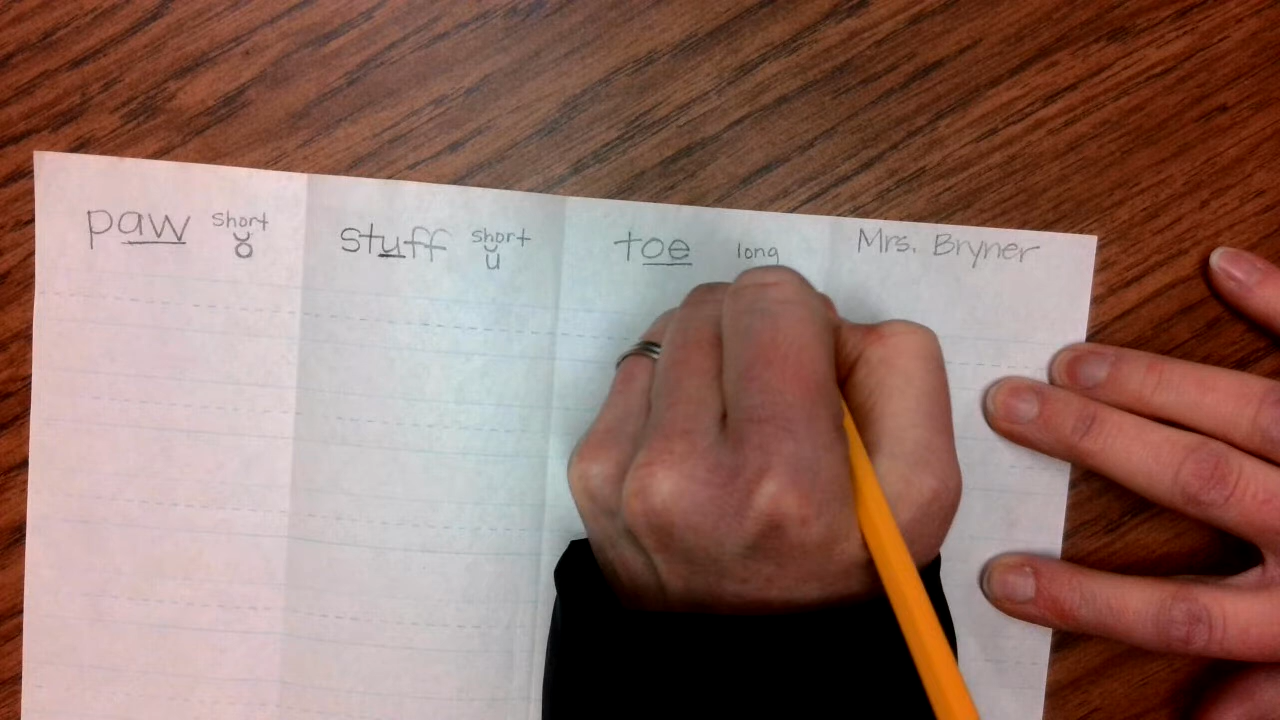 paw short
ŏ
stuff short
ŭ
toe long
Mrs. Bryner